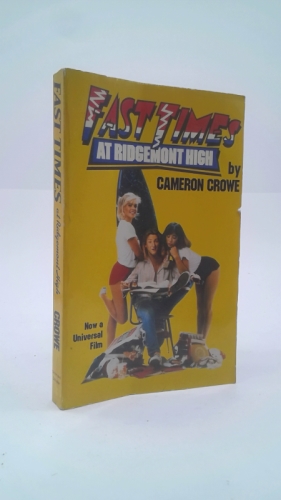 FAST TIMES
AT RIDGEMONT HIGH
by
CAMERON CROWE
Now a
Universal
Film
FAST TIMES at Ridgemont High CROWE